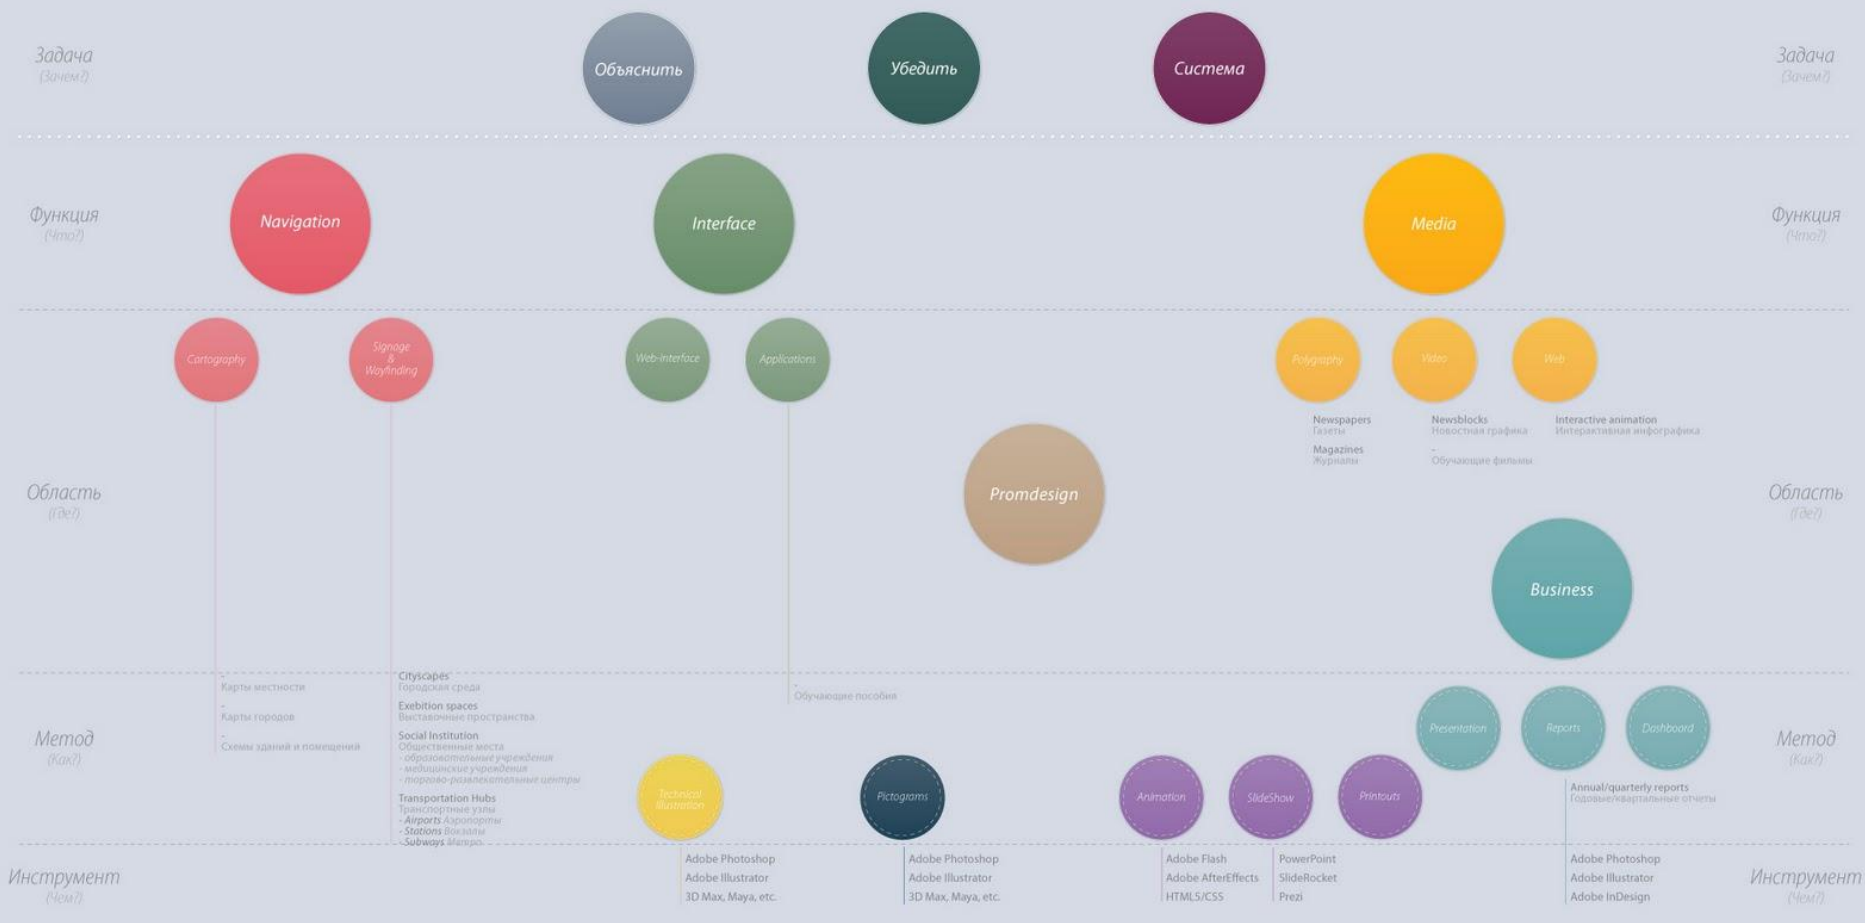 Задача
(Зачем?)
Объяснить
Убедить
Система
Задача
(Зачем?)
Функция
(Что?)
Navigation
Interface
Media
Функция
(Что?)
Cartography
Signage
&
Wayfinding
Web-interface
Applications
Polygraphy
Video
Web
Newspapers
Газеты
Magazines
Журналы
Newsblocks
Новостная графика
-
Обучающие фильмы
Interactive animation
Интерактивная инфографика
Область
(Где?)
Promdesign
Business
Область
(Где?)
-
Карты местности
-
Карты городов
-
Схемы зданий и помещений
Cityscapes
Городская среда
Exebition spaces
Выставочные пространства
Social Institution
Общественные места
- образовательные учреждения
- медицинские учреждения
- торгово-развлекательные центры
Transportation Hubs
Транспортные узлы
- Airports Аэропорты
- Stations Вокзалы
- Subways Метро
-
Обучающие пособия
Метод
(Как?)
Technical
Illustration
Pictograms
Animation
SlideShow
Printouts
Presentation
Reports
Dashboard
Annual/quarterly reports
Годовые/квартальные отчеты
Метод
(Как?)
Инструмент
(Чем?)
Adobe Photoshop
Adobe Illustrator
3D Max, Maya, etc.
Adobe Photoshop
Adobe Illustrator
3D Max, Maya, etc.
Adobe Flash
Adobe AfterEffects
HTML5/CSS
PowerPoint
SlideRocket
Prezi
Adobe Photoshop
Adobe Illustrator
Adobe InDesign
Инструмент
(Чем?)